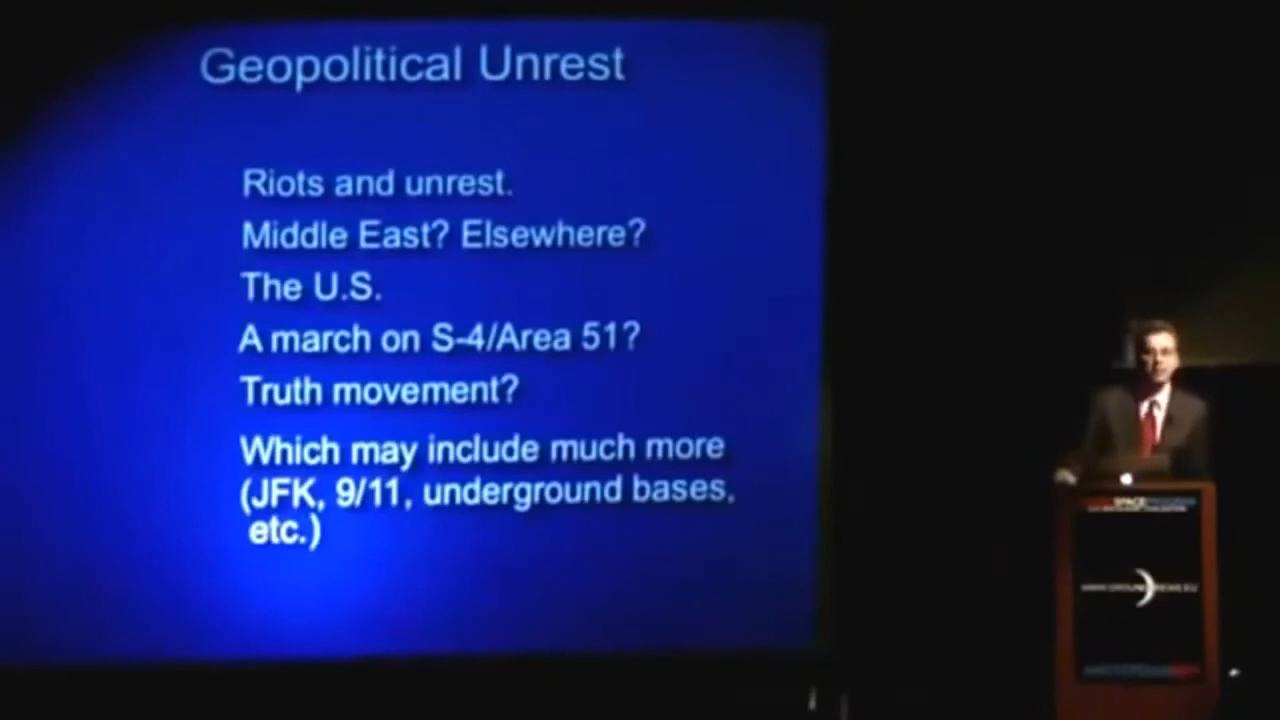 Geopolitical Unrest
Riots and unrest.
Middle East? Elsewhere?
The U.S.
A march on S-4/Area 51?
Truth movement?
Which may include much more
(JFK, 9/11, underground bases,
etc.)
SPACE